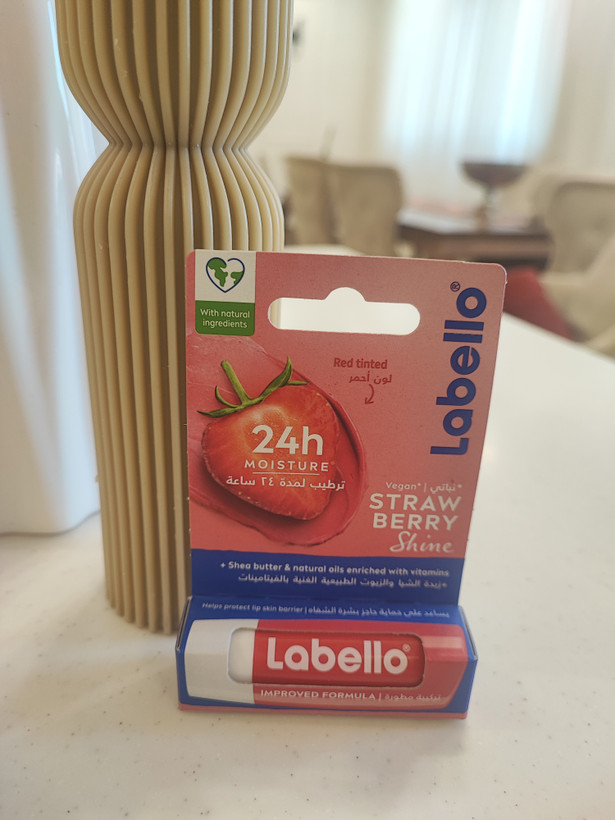 With natural
ingredients
Labello®
Red tinted
لون أحمر
24h
MOISTURE*
ترطيب لمدة ٢٤ ساعة
Vegan* | نباتي*
STRAW
BERRY
Shine
+ Shea butter & natural oils enriched with vitamins
+زبدة الشيا والزيوت الطبيعية الغنية بالفيتامينات
Helps protect lip skin barrier | يساعد على حماية حاجز بشرة الشفاه
Labello®
IMPROVED FORMULA | تركيبة مطورة